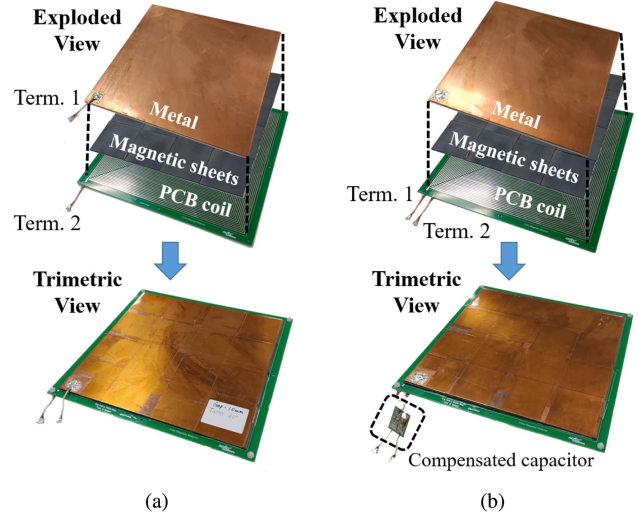 Exploded
View
Term. 1
Metal
Magnetic sheets
PCB coil
Term. 2
Trimetric
View
(a)
Exploded
View
Metal
Magnetic sheets
Term. 1
PCB coil
Term. 2
Trimetric
View
Compensated capacitor
(b)